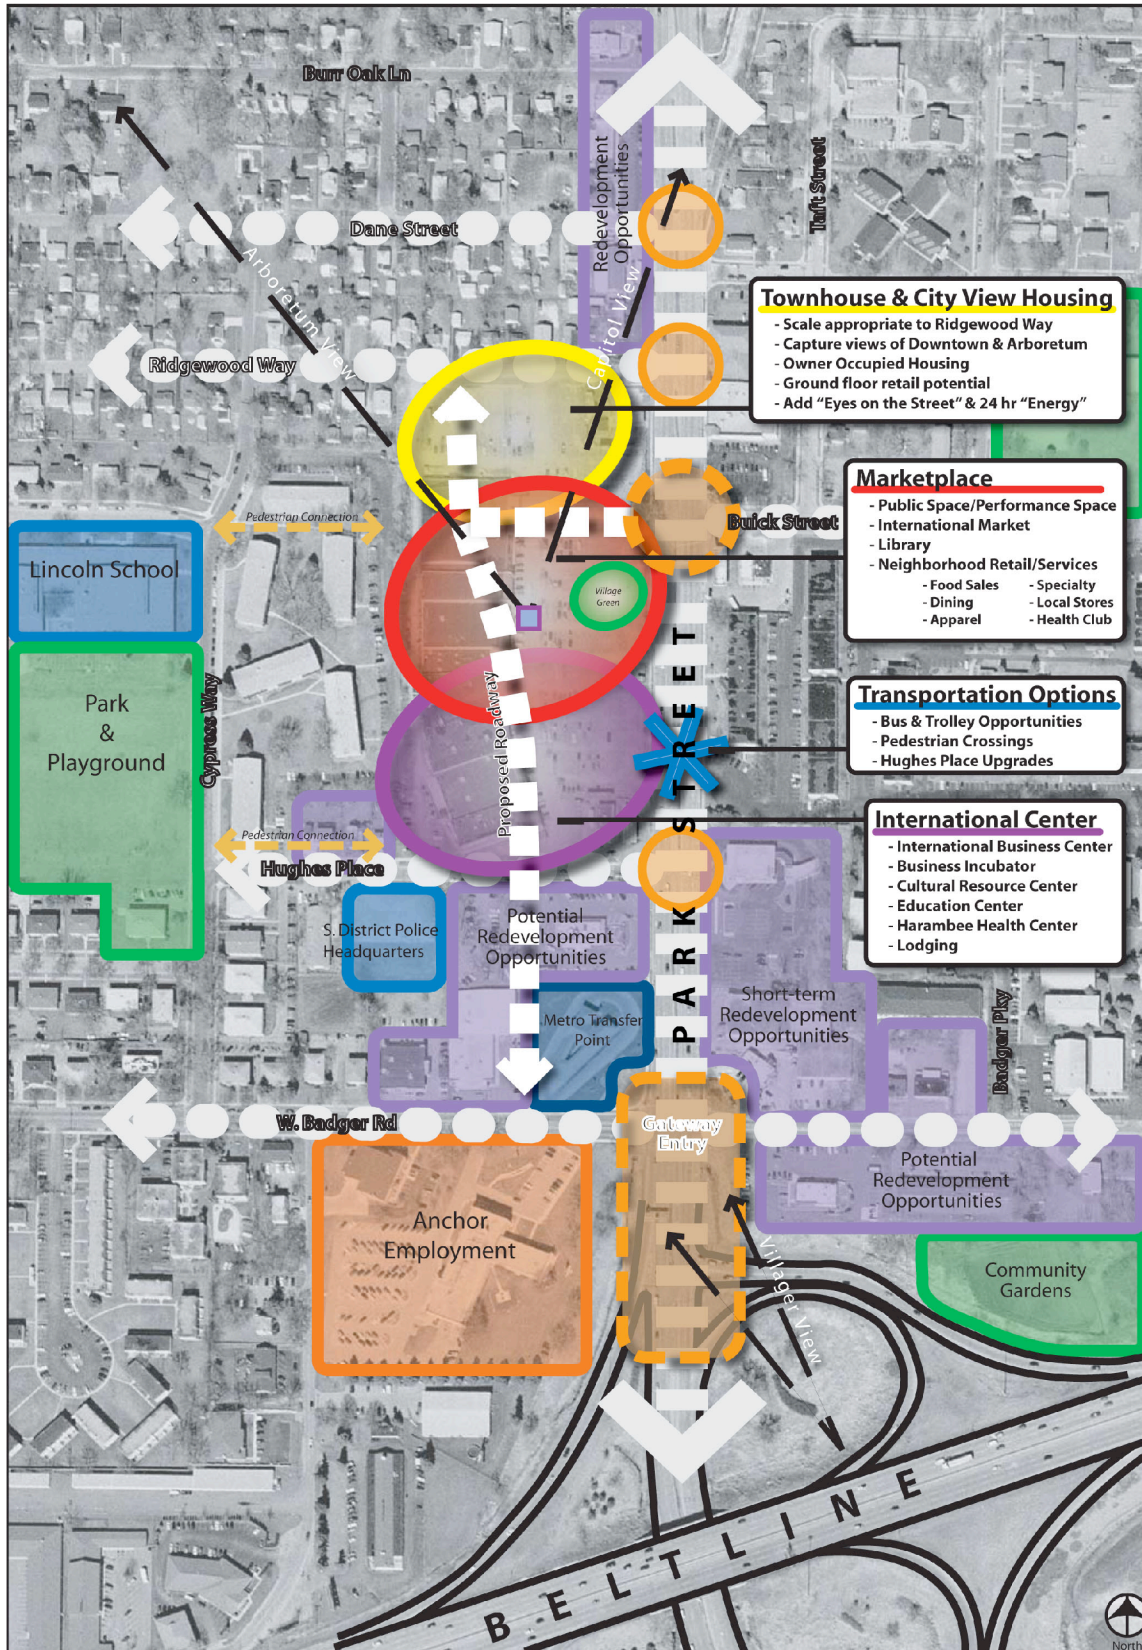 Burr Oak Ln
Redevelopment
Opportunities
Taft Street
Dane Street
Arboretum View
Capitol View
Ridgewood Way
Townhouse & City View Housing
- Scale appropriate to Ridgewood Way
- Capture views of Downtown & Arboretum
- Owner Occupied Housing
- Ground floor retail potential
- Add “Eyes on the Street” & 24 hr “Energy”
Marketplace
- Public Space/Performance Space
- International Market
- Library
- Neighborhood Retail/Services
- Food Sales - Specialty
- Dining - Local Stores
- Apparel - Health Club
Pedestrian Connection
Buick Street
Lincoln School
Village
Green
Park
&
Playground
Cypress Way
Proposed Roadway
PARK STREET
Transportation Options
- Bus & Trolley Opportunities
- Pedestrian Crossings
- Hughes Place Upgrades
International Center
- International Business Center
- Business Incubator
- Cultural Resource Center
- Education Center
- Harambee Health Center
- Lodging
Pedestrian Connection
Hughes Place
S. District Police
Headquarters
Potential
Redevelopment
Opportunities
Metro Transfer
Point
Short-term
Redevelopment
Opportunities
Badger Pky
W. Badger Rd
Gateway
Entry
Potential
Redevelopment
Opportunities
Anchor
Employment
Villager View
Community
Gardens
BELTLINE
North